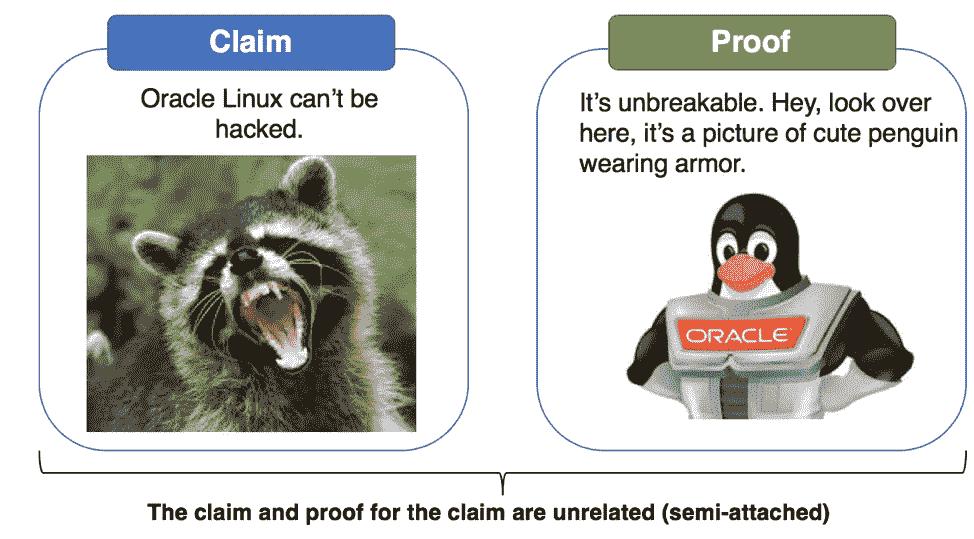 Claim
Oracle Linux can’t be
hacked.
Proof
It’s unbreakable. Hey, look over
here, it’s a picture of cute penguin
wearing armor.
ORACLE
The claim and proof for the claim are unrelated (semi-attached)